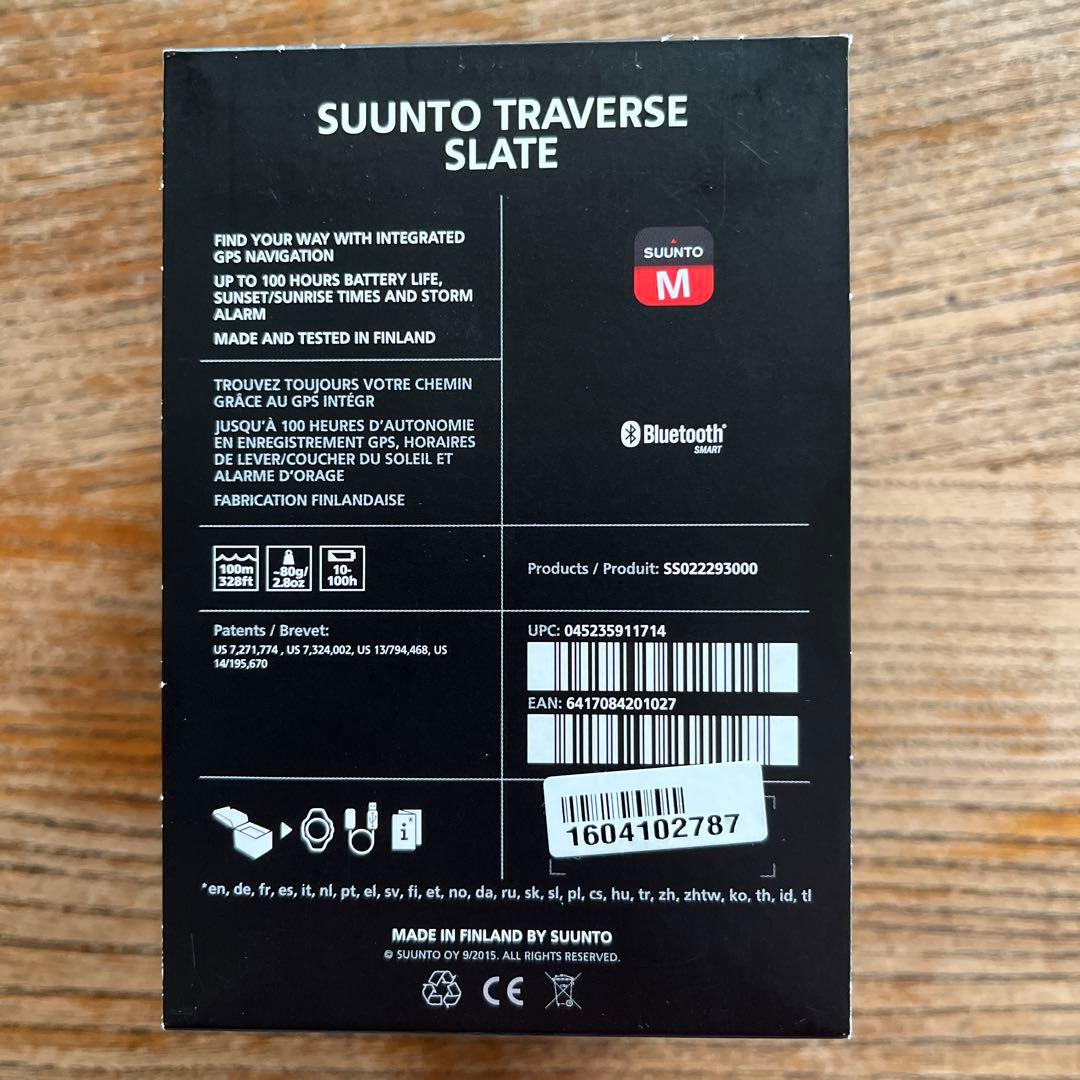 SUUNTO TRAVERSE
SLATE
FIND YOUR WAY WITH INTEGRATED
GPS NAVIGATION
UP TO 100 HOURS BATTERY LIFE,
SUNSET/SUNRISE TIMES AND STORM
ALARM
MADE AND TESTED IN FINLAND
SUUNTO
M
TROUVEZ TOUJOURS VOTRE CHEMIN
GRÂCE AU GPS INTÉGR
JUSQU'À 100 HEURES D'AUTONOMIE
EN ENREGISTREMENT GPS, HORAIRES
DE LEVER/COUCHER DU SOLEIL ET
ALARME D'ORAGE
FABRICATION FINLANDAISE
Bluetooth®
SMART
100m
328ft
~80g/
2.8oz
10-
100h
Products / Produit: SS022293000
Patents / Brevet:
US 7,271,774 , US 7,324,002, US 13/794,468, US
14/195,670
UPC: 045235911714
EAN: 6417084201027
1604102787
i*
*en, de, fr, es, it, nl, pt, el, sv, fi, et, no, da, ru, sk, sl, pl, cs, hu, tr, zh, zhtw, ko, th, id, tl
MADE IN FINLAND BY SUUNTO
© SUUNTO OY 9/2015. ALL RIGHTS RESERVED.
CE